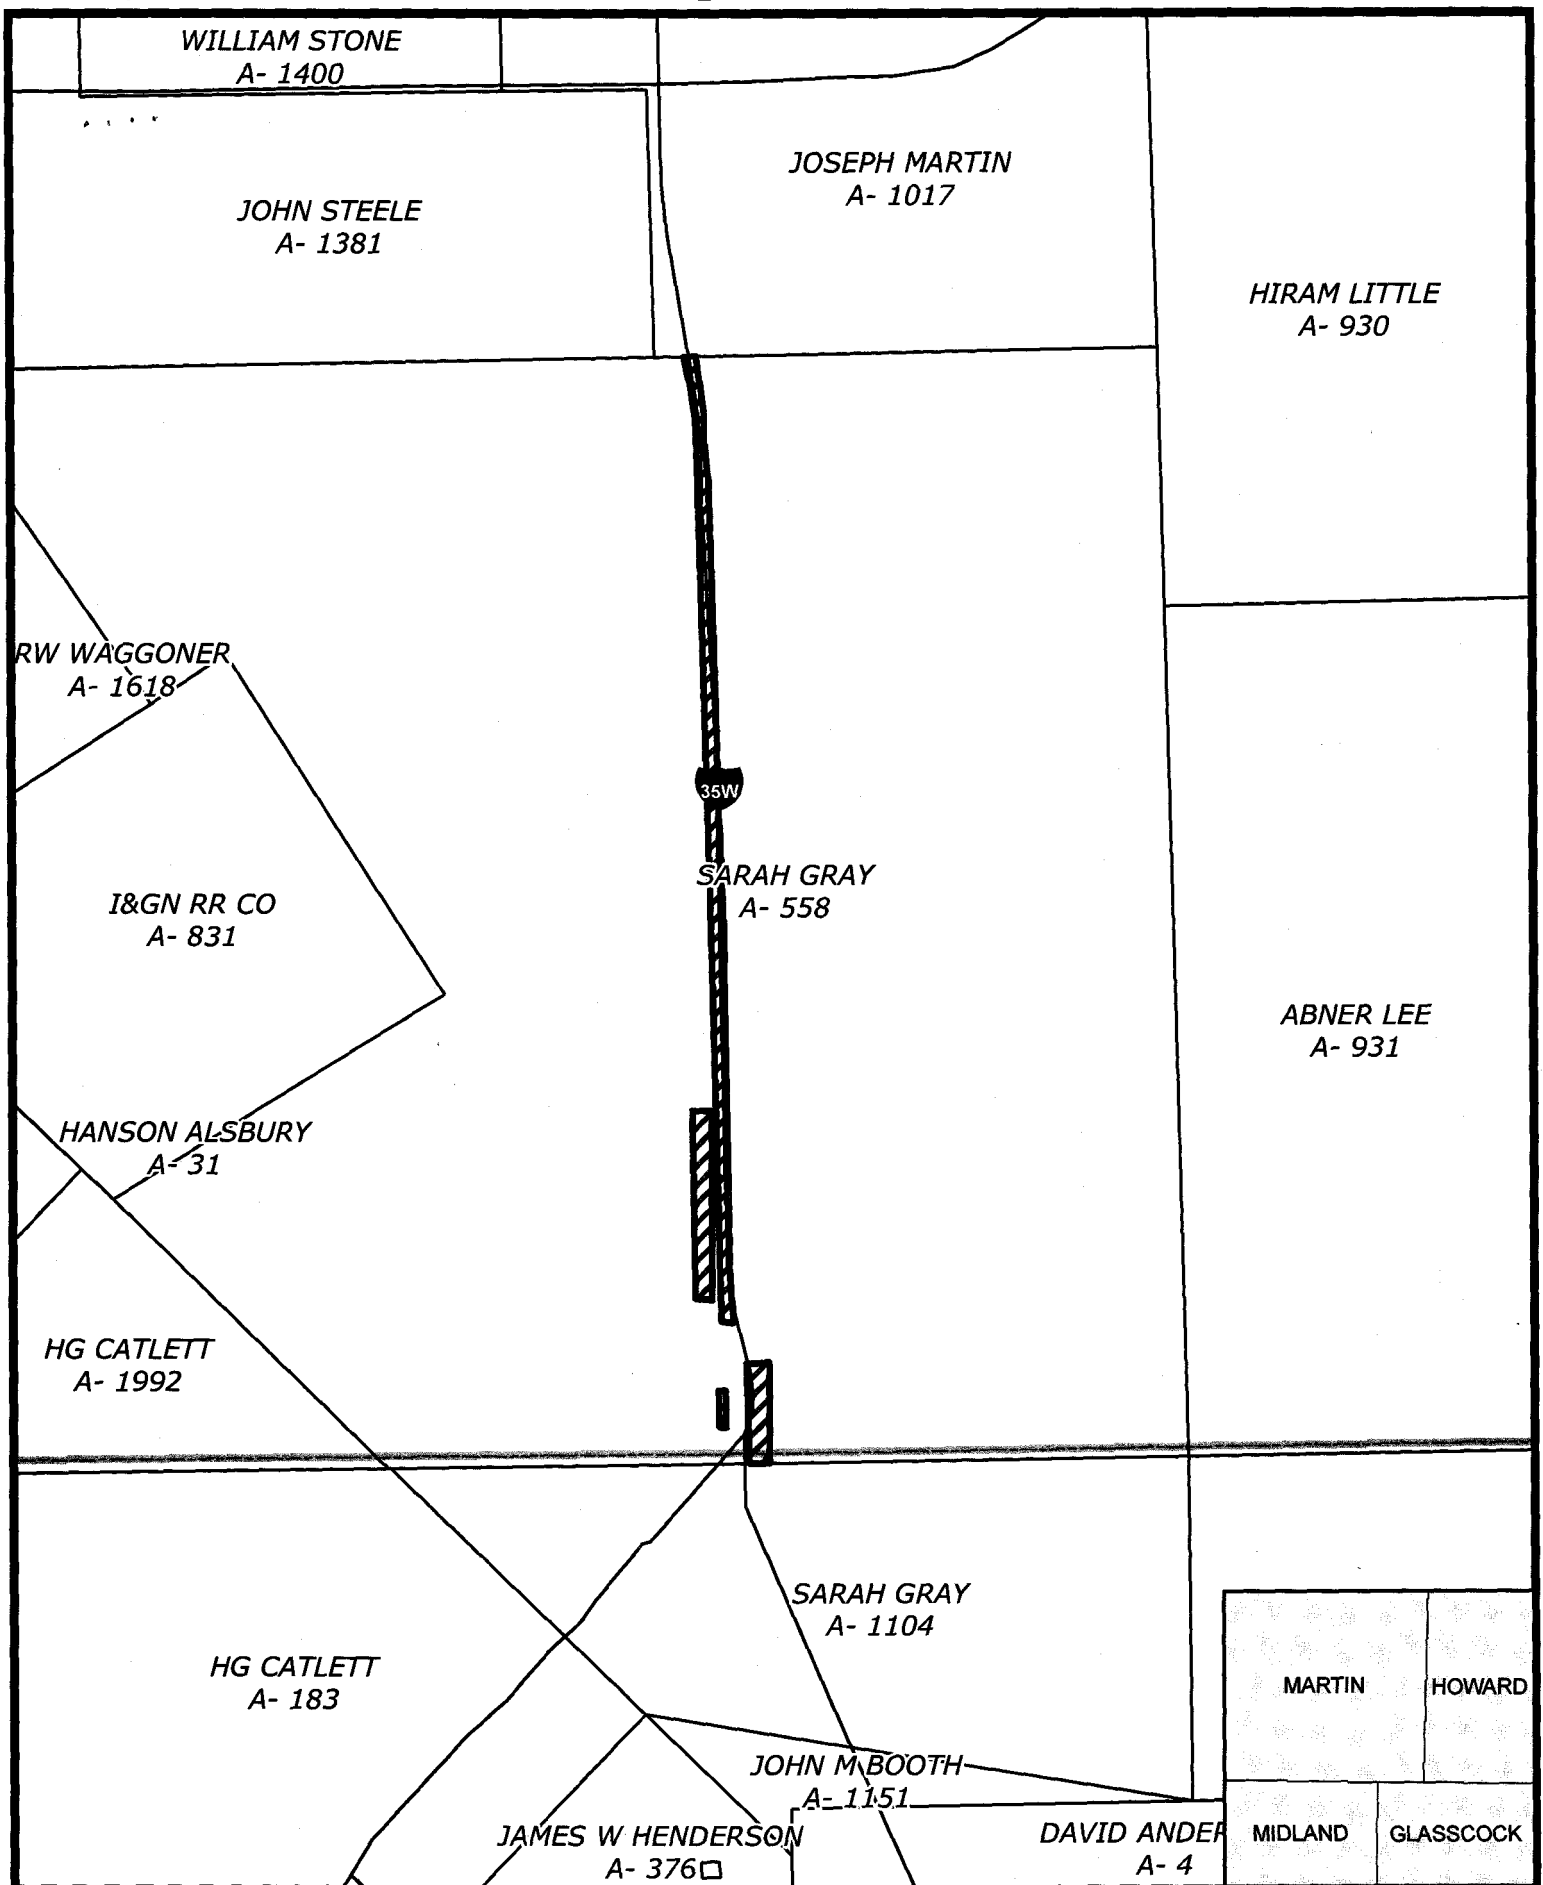 WILLIAM STONE
A- 1400
JOSEPH MARTIN
A- 1017
JOHN STEELE
A- 1381
HIRAM LITTLE
A- 930
RW WAGGONER
A- 1618
35W
SARAH GRAY
A- 558
I&GN RR CO
A- 831
ABNER LEE
A- 931
HANSON ALSBURY
A- 31
HG CATLETT
A- 1992
SARAH GRAY
A- 1104
HG CATLETT
A- 183
MARTIN
HOWARD
JOHN M BOOTH
A- 1151
JAMES W HENDERSON
A- 376
DAVID ANDER
A- 4
MIDLAND
GLASSCOCK